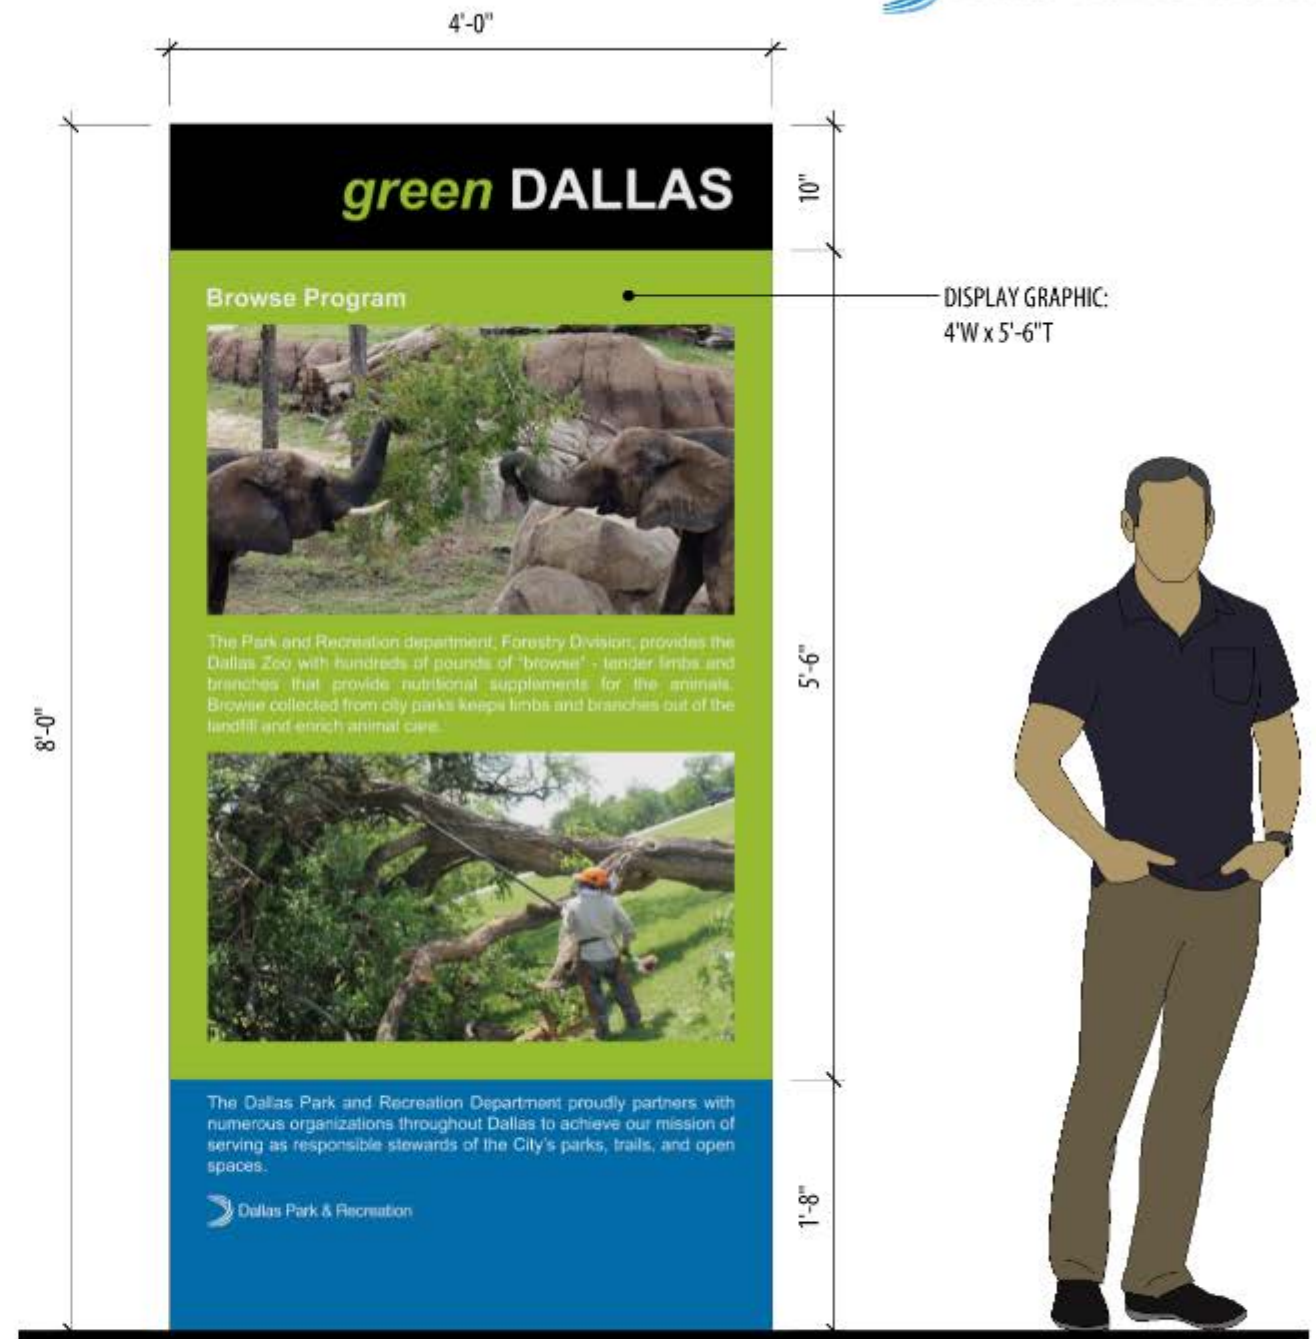 4'-0"
green DALLAS
10"
Browse Program
DISPLAY GRAPHIC:
4'W x 5'-6"T
The Park and Recreation department, Forestry Division, provides the
Dallas Zoo with hundreds of pounds of "browse" - tender limbs and
branches that provide nutritional supplements for the animals.
Browse collected from city parks keeps limbs and branches out of the
landfill and enrich animal care.
5'-6"
8'-0"
The Dallas Park and Recreation Department proudly partners with
numerous organizations throughout Dallas to achieve our mission of
serving as responsible stewards of the City's parks, trails, and open
spaces.
Dallas Park & Recreation
1'-8"